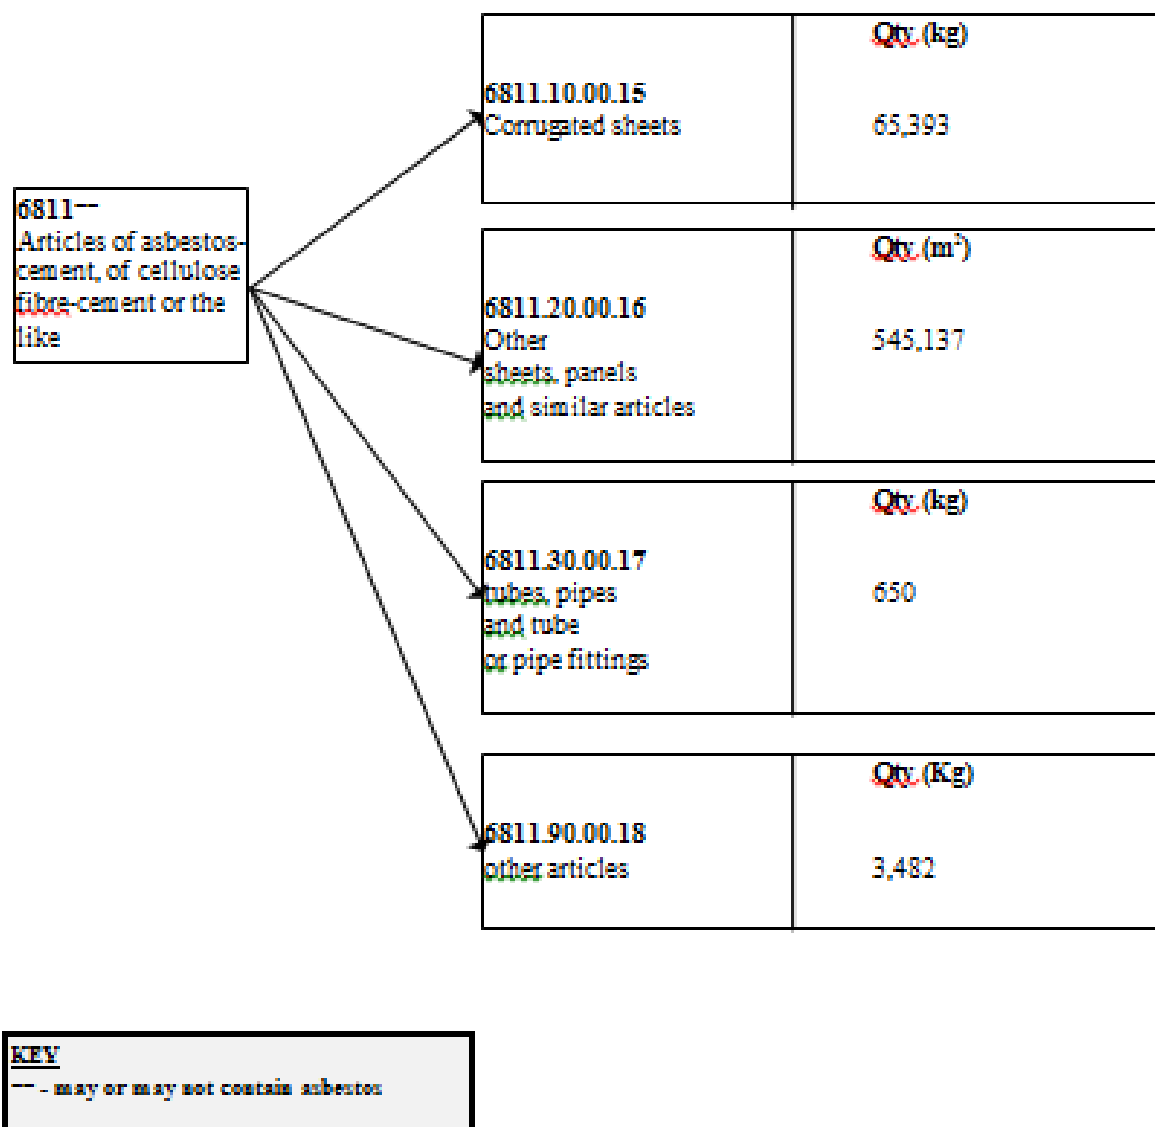 6811––
Articles of asbestos-
cement, of cellulose
fibre-cement or the
like
6811.10.00.15
Corrugated sheets
Qty. (kg)
65,393
6811.20.00.16
Other
sheets, panels
and similar articles
Qty. (m²)
545,137
6811.30.00.17
tubes, pipes
and tube
or pipe fittings
Qty. (kg)
650
6811.90.00.18
other articles
Qty. (Kg)
3,482
KEY
–– - may or may not contain asbestos